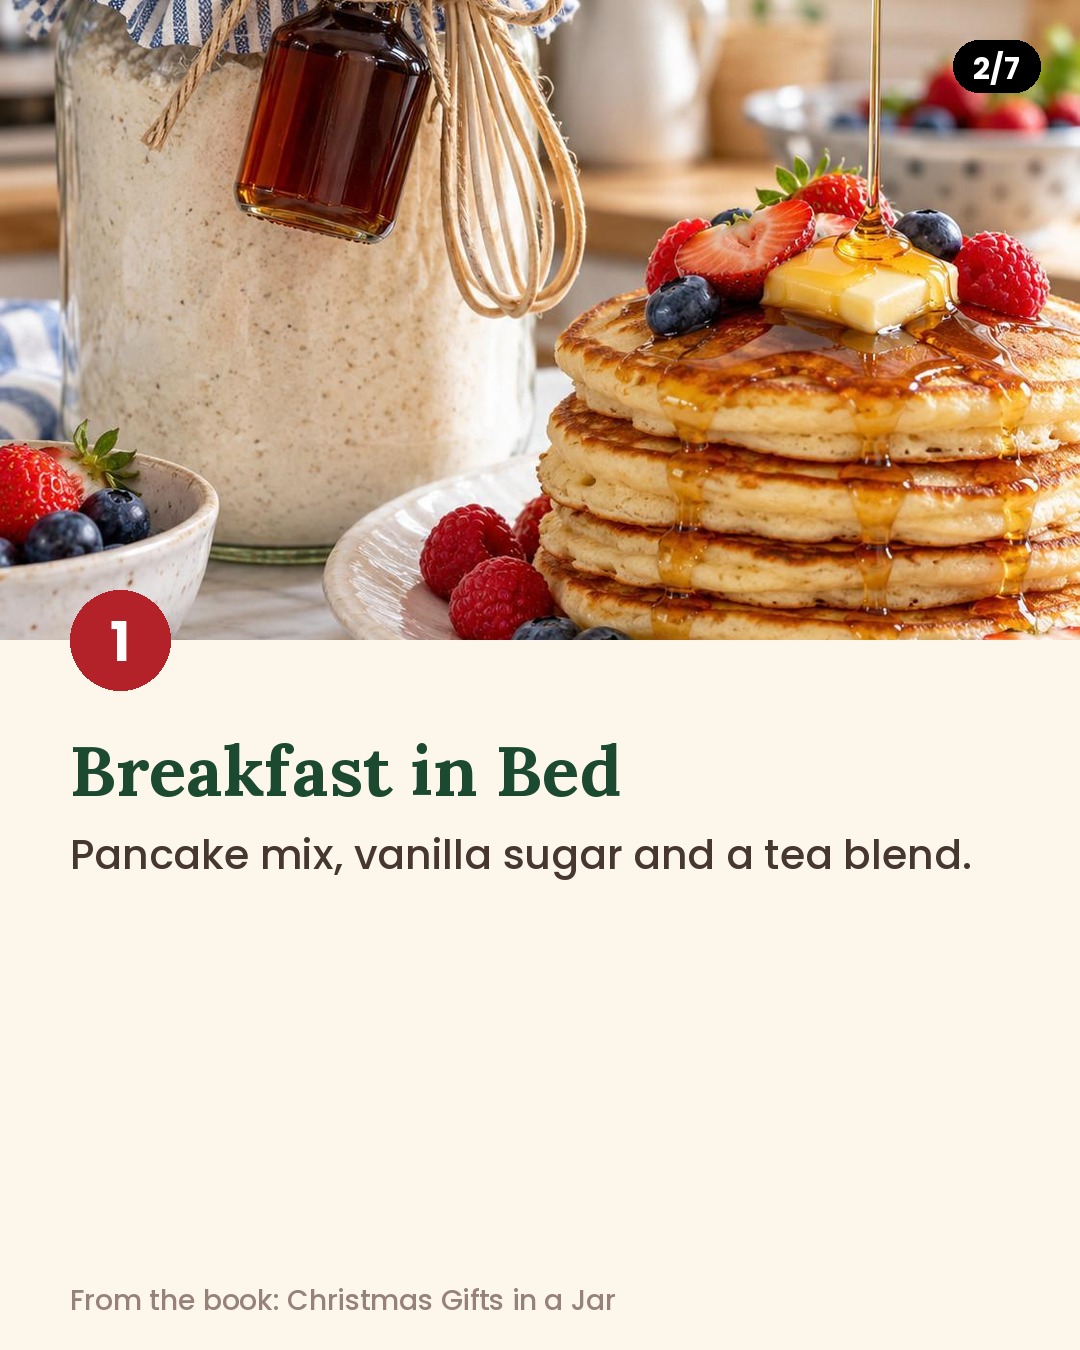 2/7
1
Breakfast in Bed
Pancake mix, vanilla sugar and a tea blend.
From the book: Christmas Gifts in a Jar